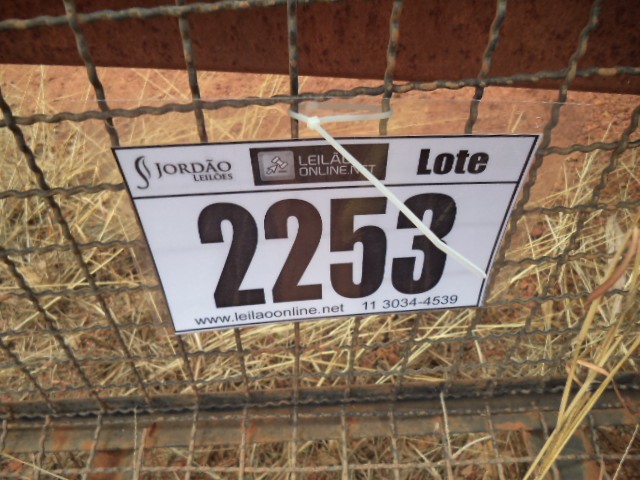 JORDÃO
LEILÕES
LEILÃO
ONLINE.NET
Lote
2253
www.leilaoonline.net 11 3034-4539